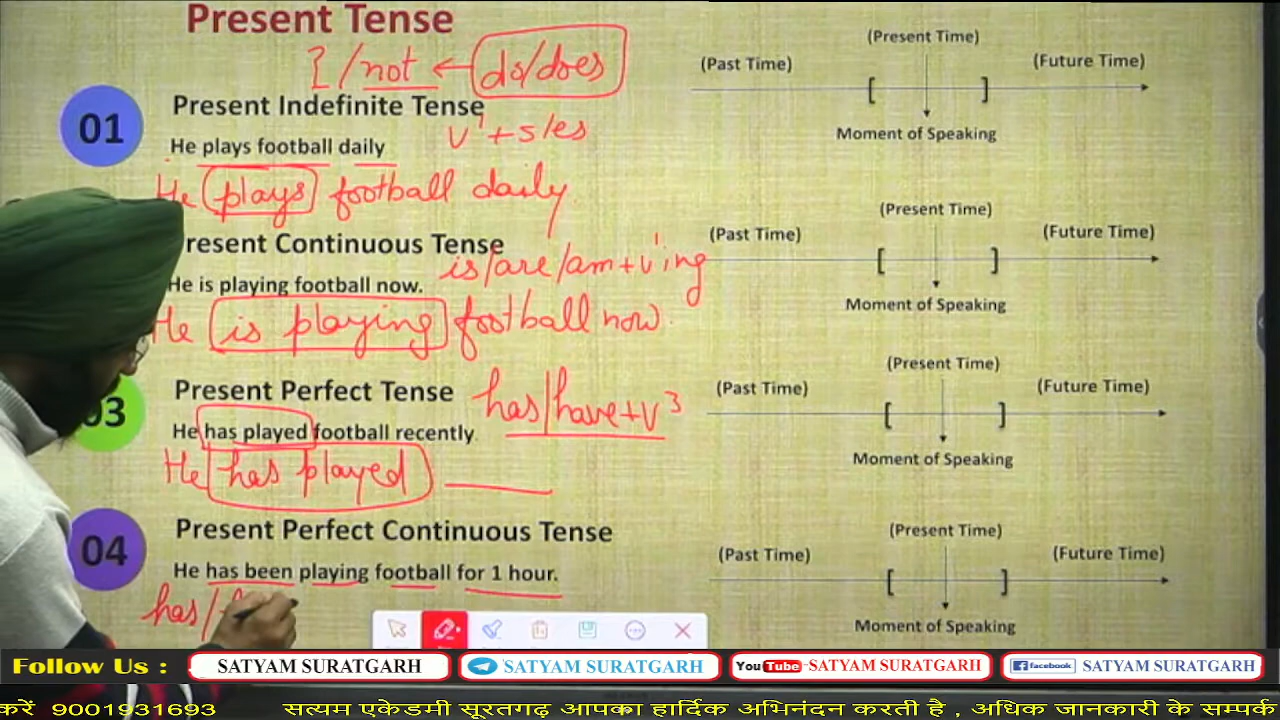 Present Tense
? / not ← do/does
01
Present Indefinite Tense
V¹ + s/es
He plays football daily
He plays football daily.
Present Continuous Tense
is/are/am + V¹ing
He is playing football now.
He is playing football now.
03
Present Perfect Tense
has/have + V³
He has played football recently
He has played
04
Present Perfect Continuous Tense
He has been playing football for 1 hour.
has/
(Present Time)
(Past Time)
(Future Time)
[ ]
Moment of Speaking
(Present Time)
(Past Time)
(Future Time)
[ ]
Moment of Speaking
(Present Time)
(Past Time)
(Future Time)
[ ]
Moment of Speaking
(Present Time)
(Past Time)
(Future Time)
[ ]
Moment of Speaking
Follow Us : SATYAM SURATGARH SATYAM SURATGARH YouTube-SATYAM SURATGARH facebook SATYAM SURATGARH
करें 9001931693 सत्यम एकेडमी सूरतगढ़ आपका हार्दिक अभिनंदन करती है , अधिक जानकारी के सम्पर्क